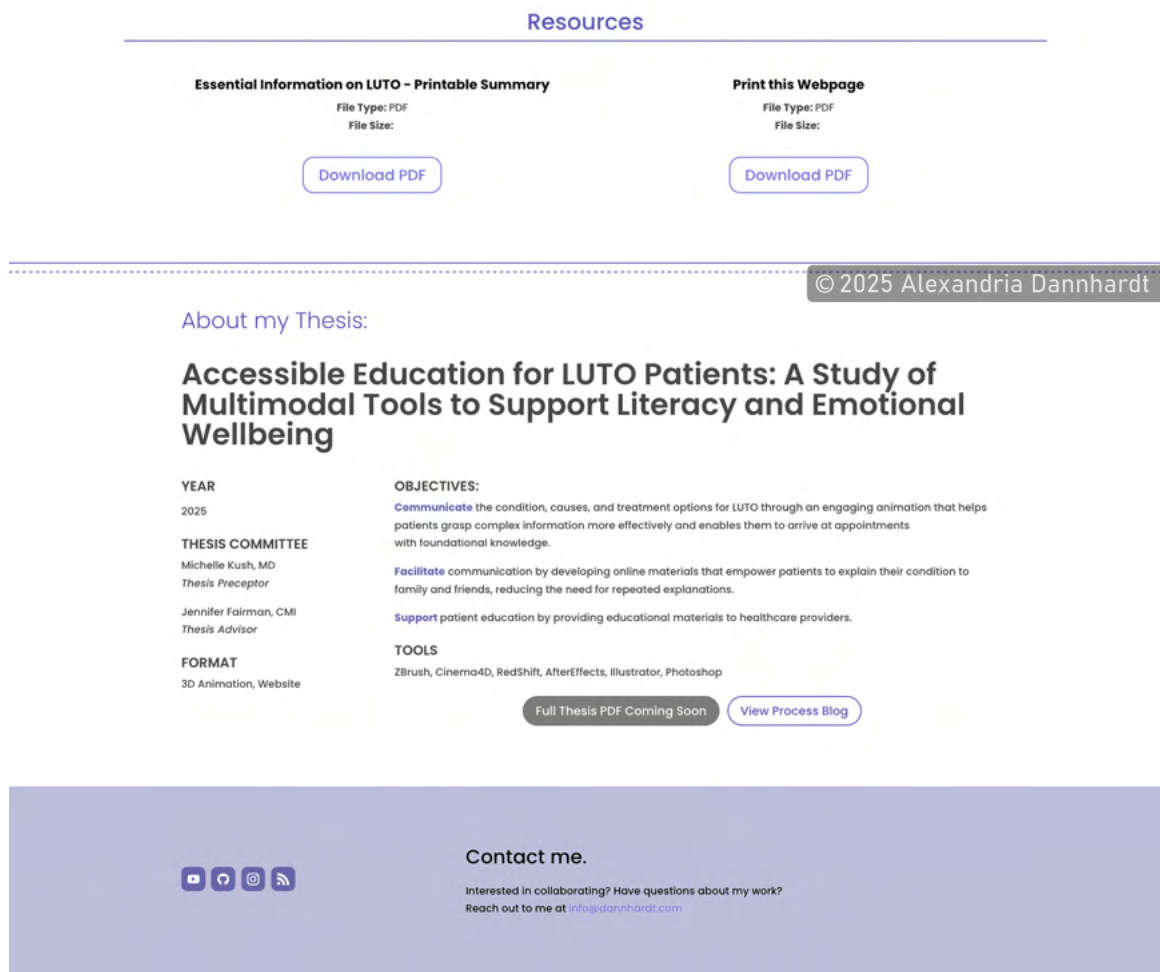 Resources
Essential Information on LUTO - Printable Summary
File Type: PDF
File Size:
Download PDF
Print this Webpage
File Type: PDF
File Size:
Download PDF
© 2025 Alexandria Dannhardt
About my Thesis:
Accessible Education for LUTO Patients: A Study of
Multimodal Tools to Support Literacy and Emotional
Wellbeing
YEAR
2025
THESIS COMMITTEE
Michelle Kush, MD
Thesis Preceptor
Jennifer Fairman, CMI
Thesis Advisor
FORMAT
3D Animation, Website
OBJECTIVES:
Communicate the condition, causes, and treatment options for LUTO through an engaging animation that helps
patients grasp complex information more effectively and enables them to arrive at appointments
with foundational knowledge.
Facilitate communication by developing online materials that empower patients to explain their condition to
family and friends, reducing the need for repeated explanations.
Support patient education by providing educational materials to healthcare providers.
TOOLS
ZBrush, Cinema4D, RedShift, AfterEffects, Illustrator, Photoshop
Full Thesis PDF Coming Soon
View Process Blog
Contact me.
Interested in collaborating? Have questions about my work?
Reach out to me at info@dannhardt.com